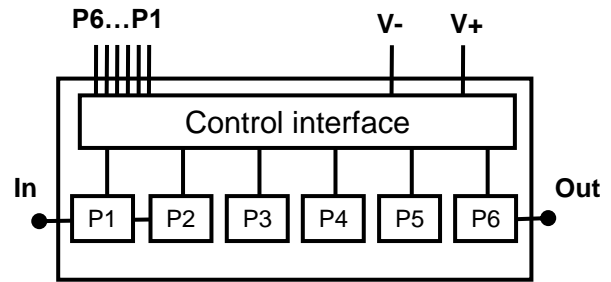 P6…P1 V- V+
Control interface
In Out
P1 P2 P3 P4 P5 P6